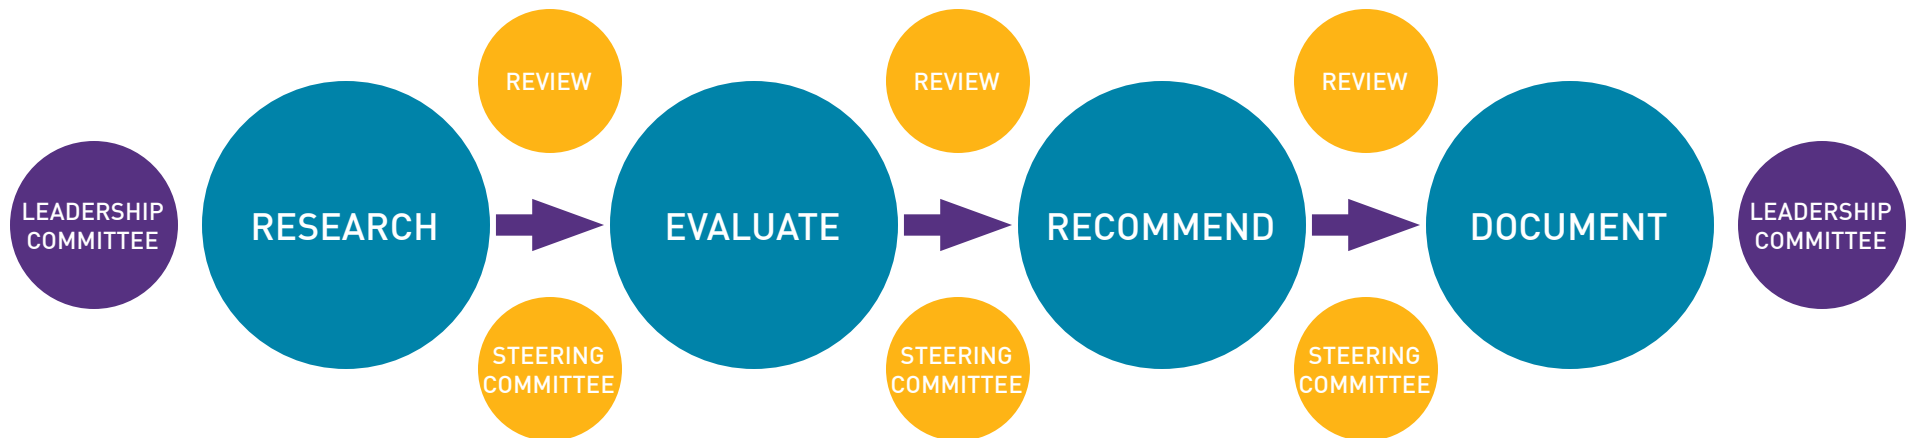 LEADERSHIP
COMMITTEE
RESEARCH
REVIEW
STEERING
COMMITTEE
EVALUATE
REVIEW
STEERING
COMMITTEE
RECOMMEND
REVIEW
STEERING
COMMITTEE
DOCUMENT
LEADERSHIP
COMMITTEE